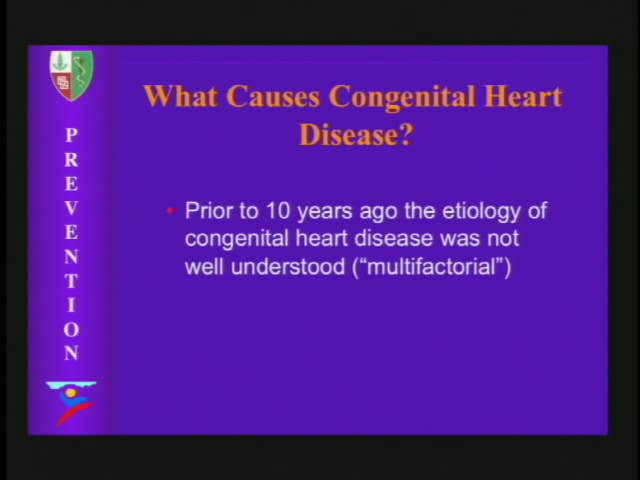 What Causes Congenital Heart
Disease?
P
R
E
V
E
N
T
I
O
N
• Prior to 10 years ago the etiology of
congenital heart disease was not
well understood (“multifactorial”)